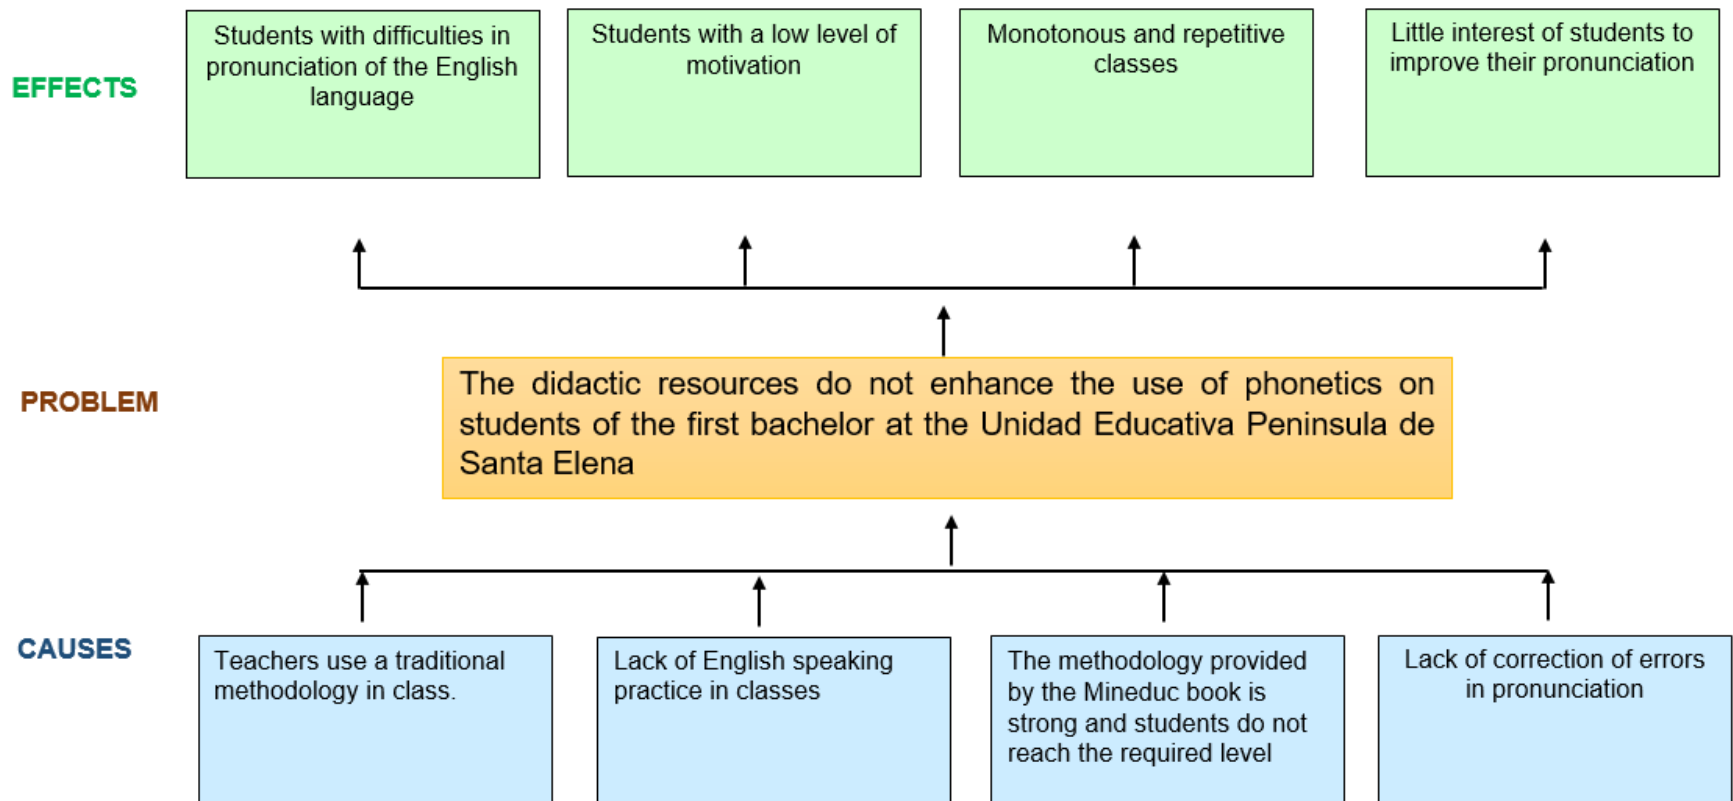 EFFECTS
Students with difficulties in
pronunciation of the English
language
Students with a low level of
motivation
Monotonous and repetitive
classes
Little interest of students to
improve their pronunciation
PROBLEM
The didactic resources do not enhance the use of phonetics on
students of the first bachelor at the Unidad Educativa Peninsula de
Santa Elena
CAUSES
Teachers use a traditional
methodology in class.
Lack of English speaking
practice in classes
The methodology provided
by the Mineduc book is
strong and students do not
reach the required level
Lack of correction of errors
in pronunciation